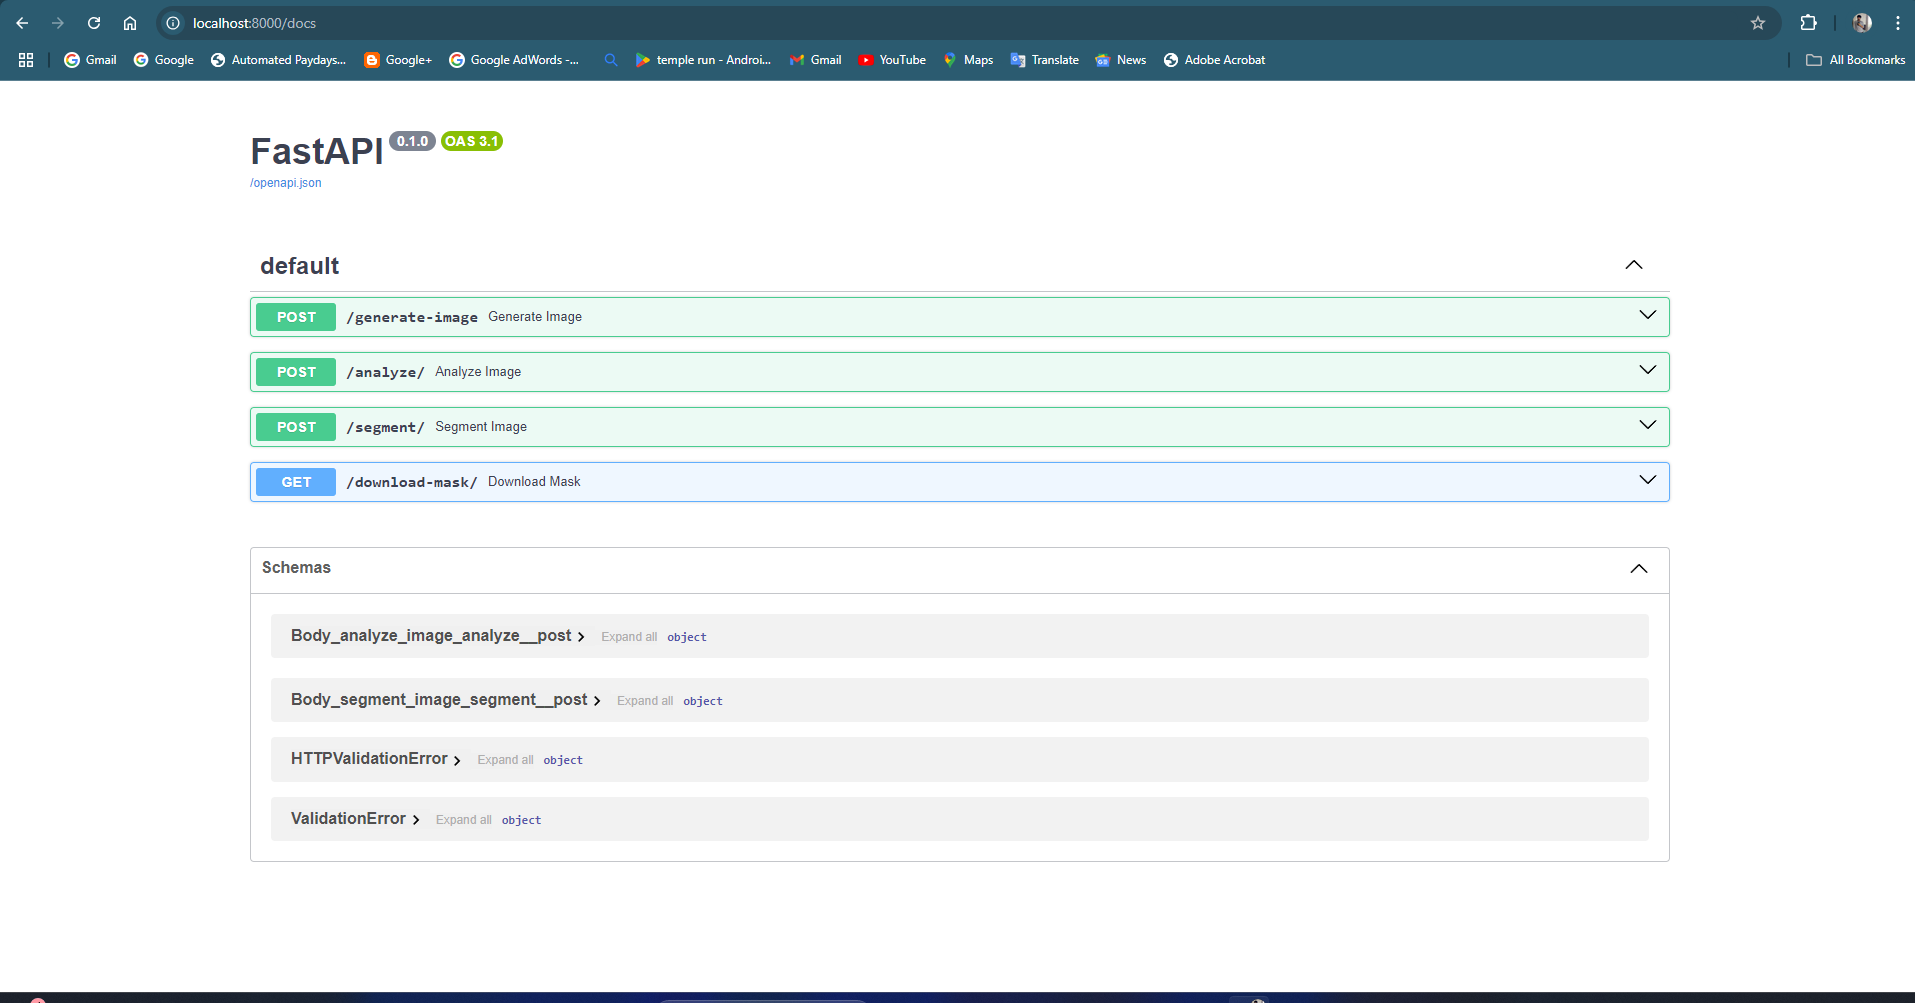 localhost:8000/docs
Gmail Google Automated Paydays... Google+ Google AdWords -... temple run - Androi... Gmail YouTube Maps Translate News Adobe Acrobat All Bookmarks
FastAPI 0.1.0 OAS 3.1
/openapi.json
default
POST /generate-image Generate Image
POST /analyze/ Analyze Image
POST /segment/ Segment Image
GET /download-mask/ Download Mask
Schemas
Body_analyze_image_analyze__post Expand all object
Body_segment_image_segment__post Expand all object
HTTPValidationError Expand all object
ValidationError Expand all object